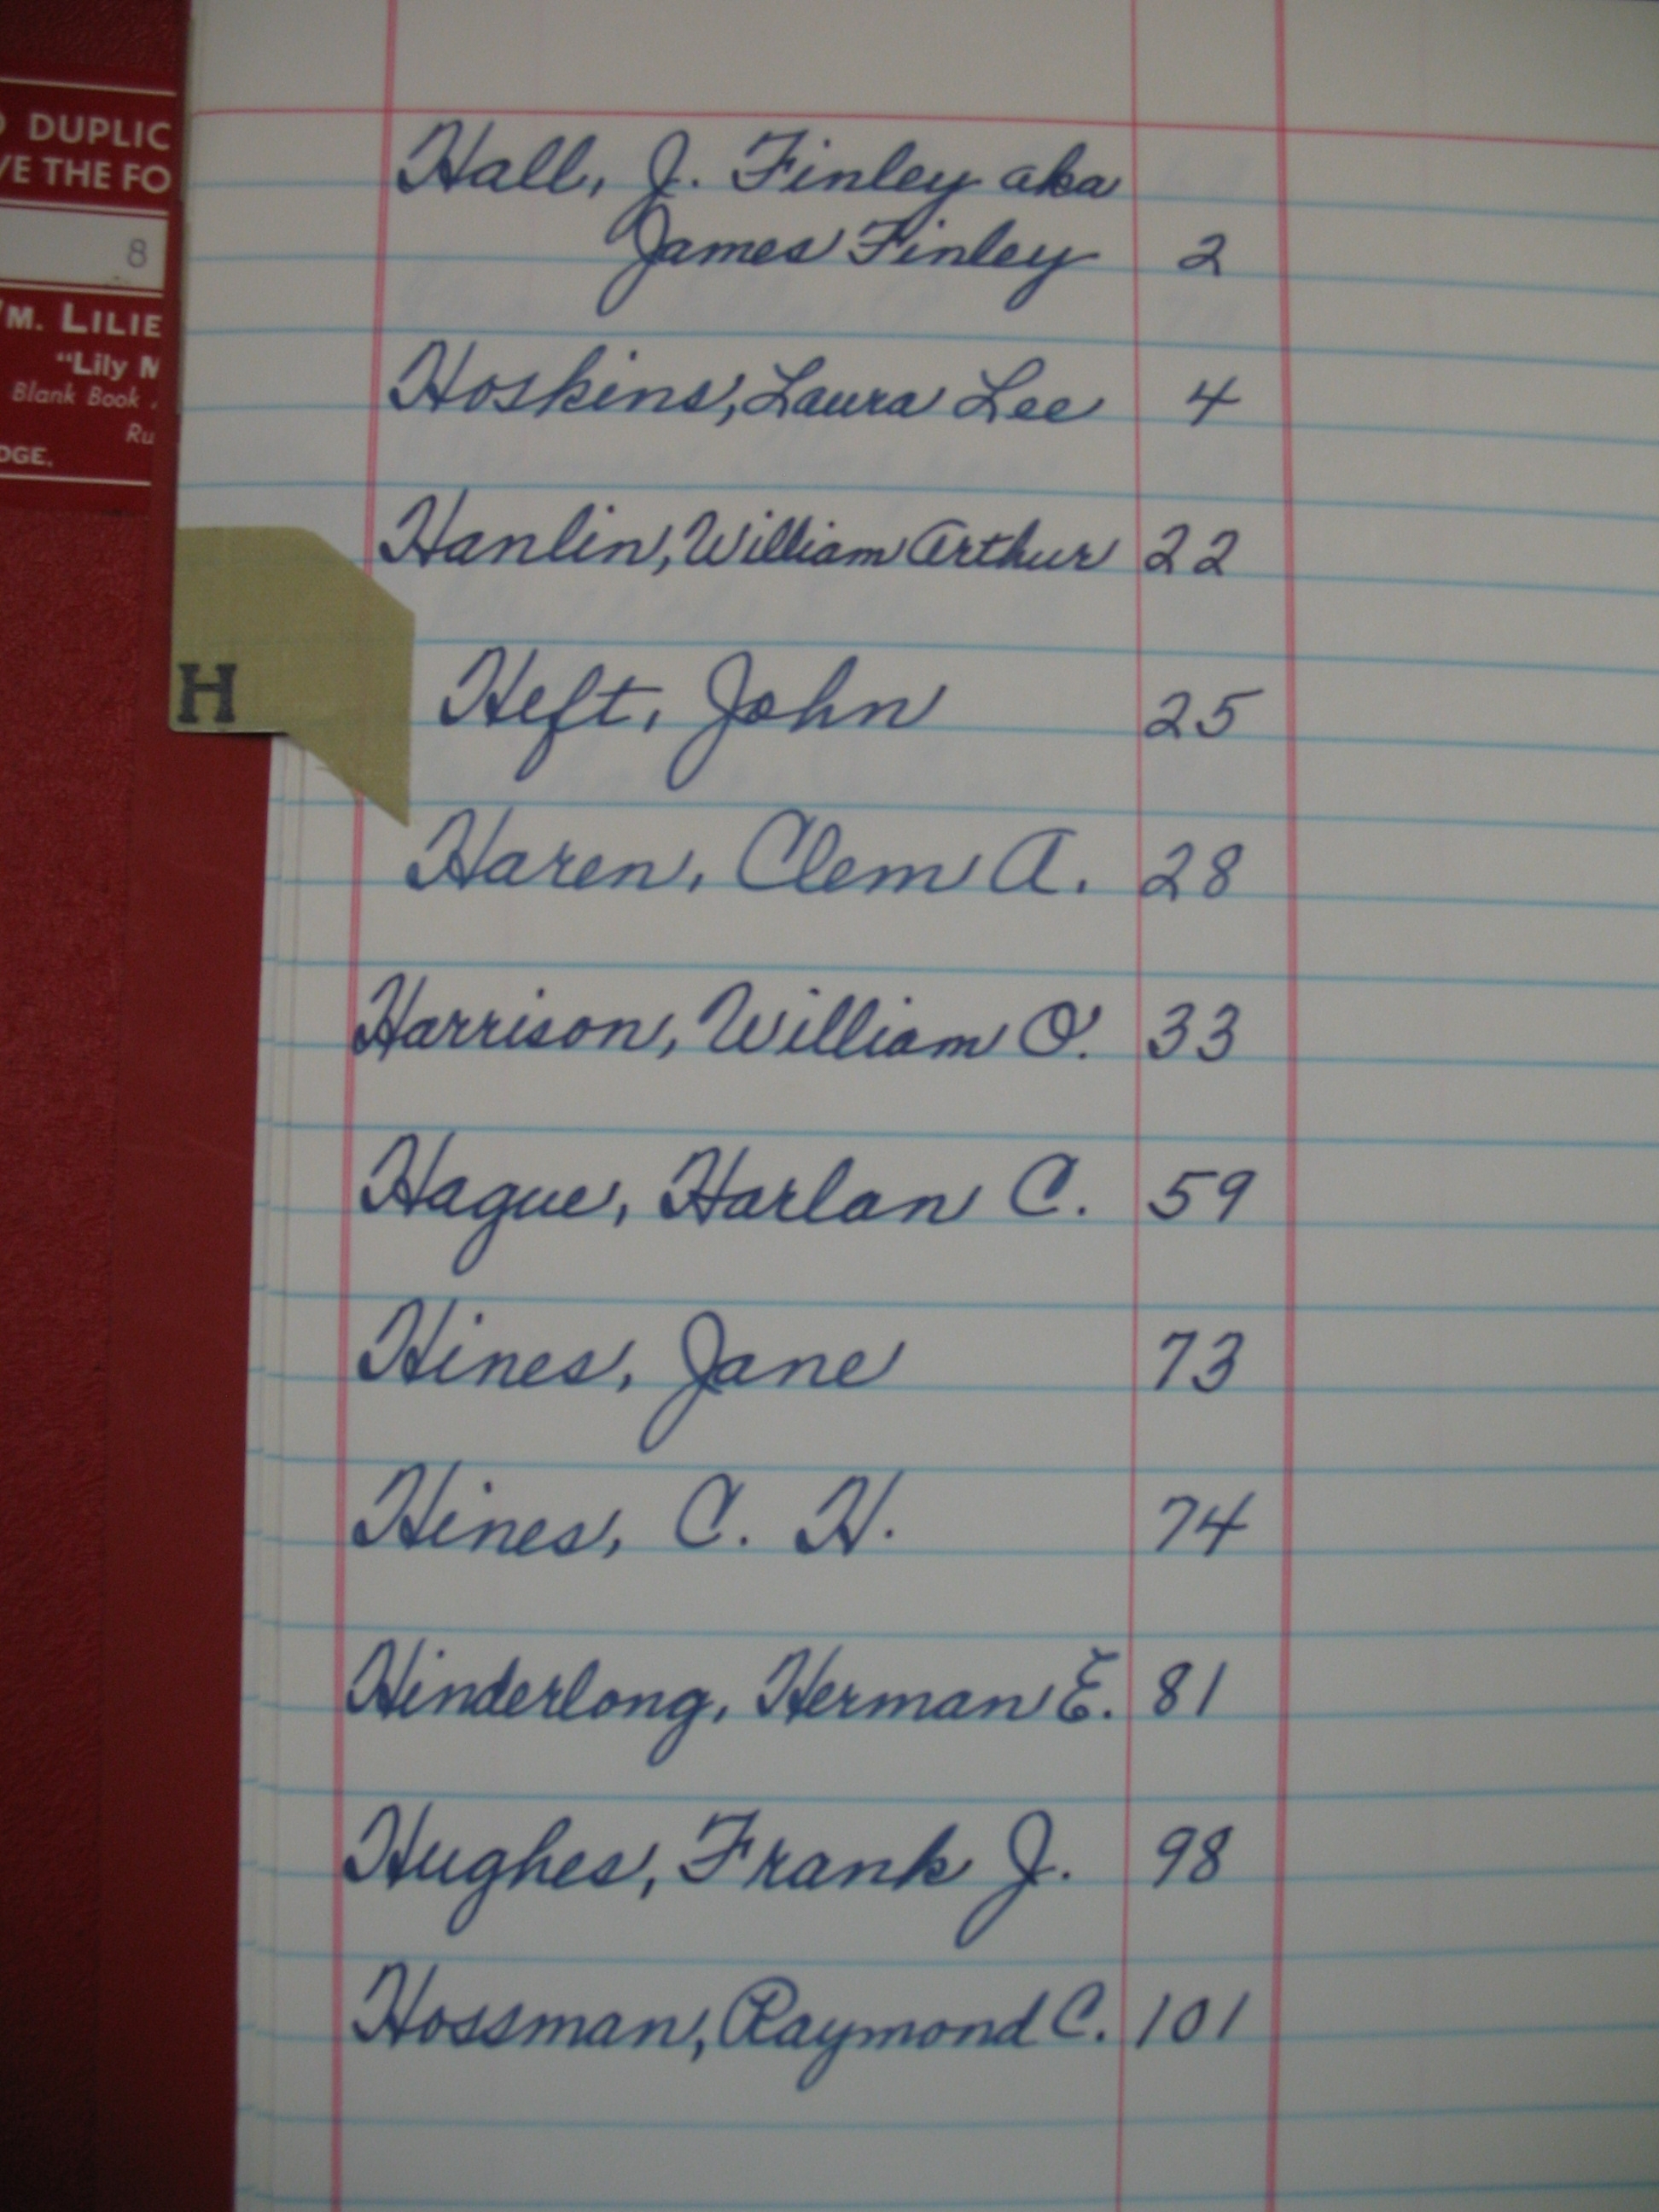 DUPLIC
VE THE FO
8
M. LILIE
"Lily M
Blank Book
Ru
DGE.
Hall, J. Finley aka
James Finley 2
Hoskins, Laura Lee 4
Hanlin, William Arthur 22
H
Heft, John 25
Haren, Clem A. 28
Harrison, William O. 33
Hague, Harlan C. 59
Hines, Jane 73
Hines, C. H. 74
Hinderlong, Herman E. 81
Hughes, Frank J. 98
Hossman, Raymond C. 101